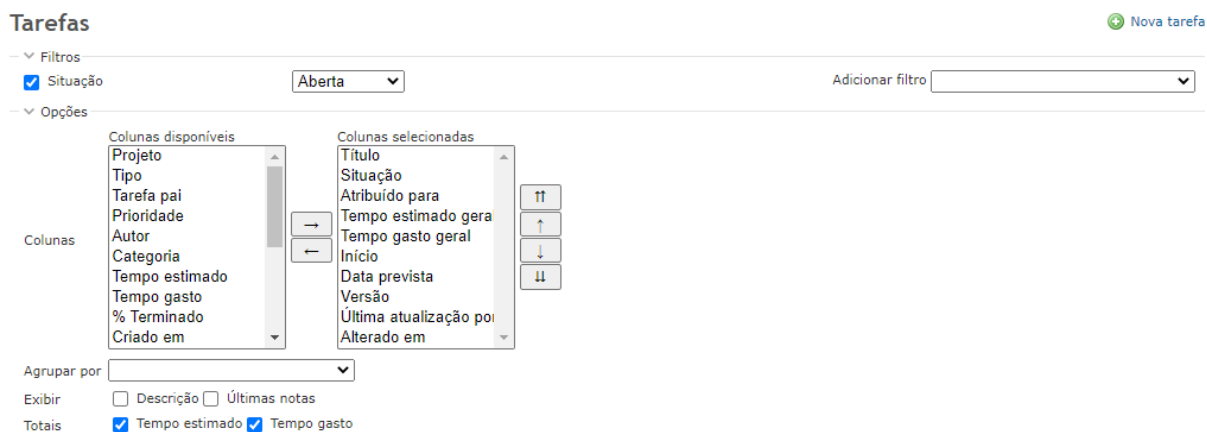 Tarefas
Nova tarefa
Filtros
Situação Aberta Adicionar filtro
Opções
Colunas disponíveis Colunas selecionadas
Colunas
Projeto
Tipo
Tarefa pai
Prioridade
Autor
Categoria
Tempo estimado
Tempo gasto
% Terminado
Criado em
→
←
Título
Situação
Atribuído para
Tempo estimado geral
Tempo gasto geral
Início
Data prevista
Versão
Última atualização por
Alterado em
⇈
↑
↓
⇊
Agrupar por
Exibir Descrição Últimas notas
Totais Tempo estimado Tempo gasto